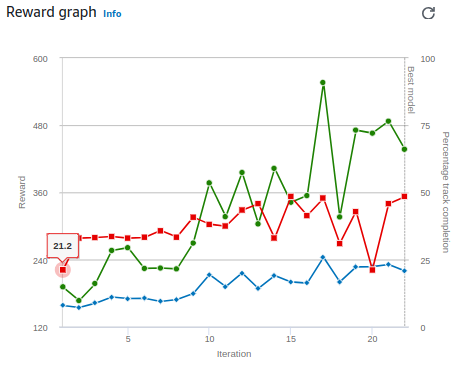 Reward graph Info
600 100
Best model
480 75
Reward
Percentage track completion
360 50
21.2
240 25
120 0
5 10 15 20
Iteration